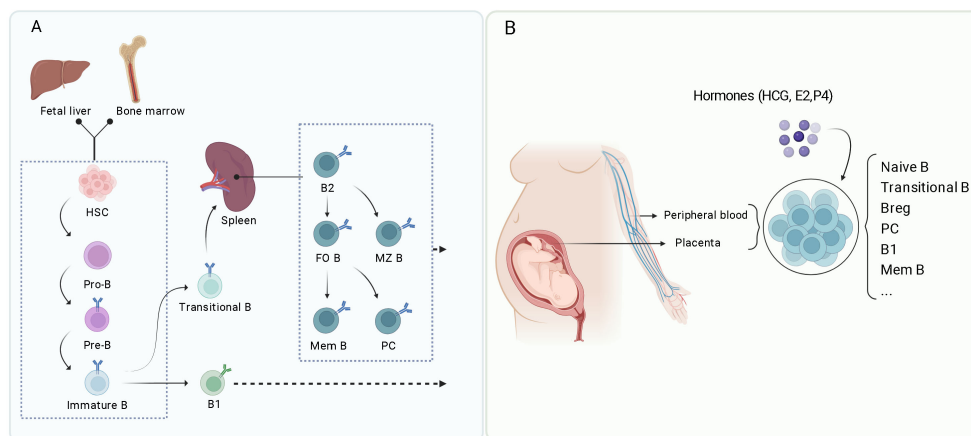 A
Fetal liver
Bone marrow
HSC
Pro-B
Pre-B
Immature B
Transitional B
Spleen
B1
B2
FO B
MZ B
Mem B
PC
B
Hormones (HCG, E2,P4)
Peripheral blood
Placenta
Naive B
Transitional B
Breg
PC
B1
Mem B
...